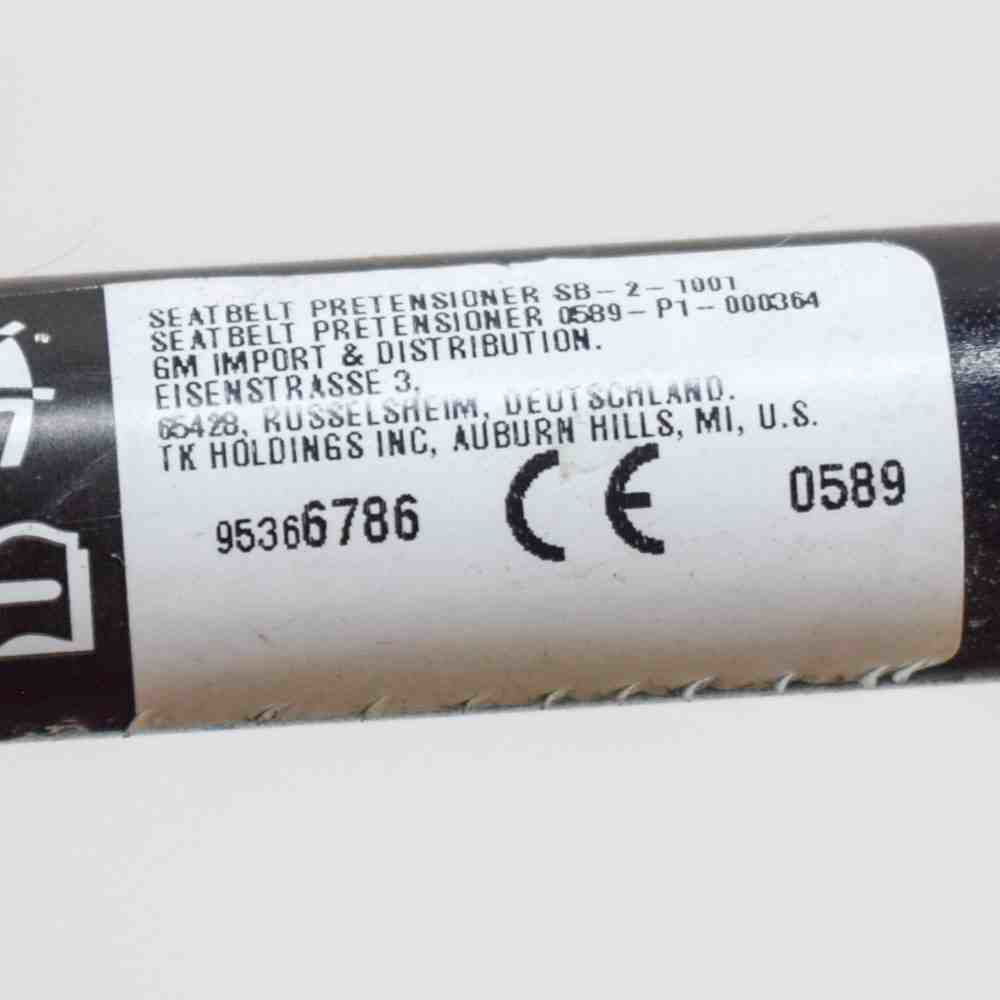 SEATBELT PRETENSIONER SB-2-1001
SEATBELT PRETENSIONER 0589-P1-000364
GM IMPORT & DISTRIBUTION.
EISENSTRASSE 3.
65428, RUSSELSHEIM, DEUTSCHLAND.
TK HOLDINGS INC, AUBURN HILLS, MI, U.S.
95366786 CE 0589